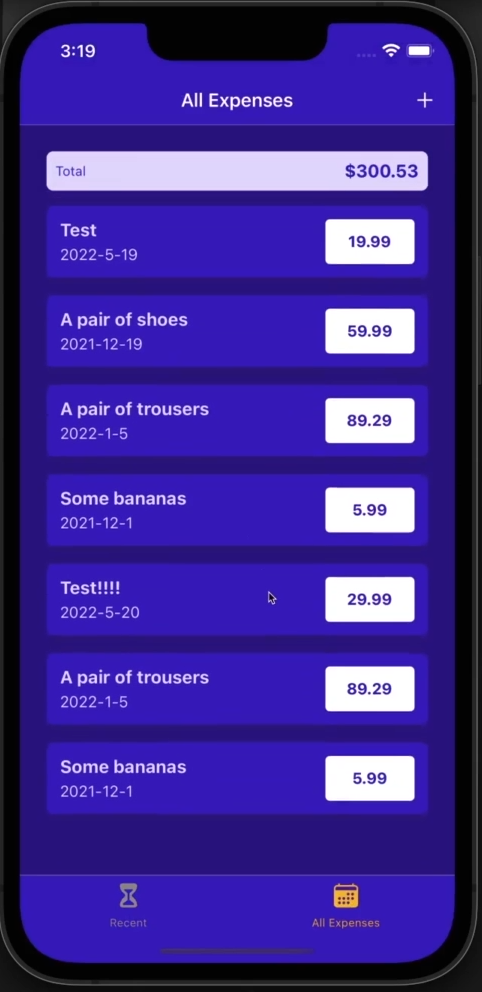 3:19
All Expenses
+
Total $300.53
Test
2022-5-19
19.99
A pair of shoes
2021-12-19
59.99
A pair of trousers
2022-1-5
89.29
Some bananas
2021-12-1
5.99
Test!!!!
2022-5-20
29.99
A pair of trousers
2022-1-5
89.29
Some bananas
2021-12-1
5.99
Recent
All Expenses